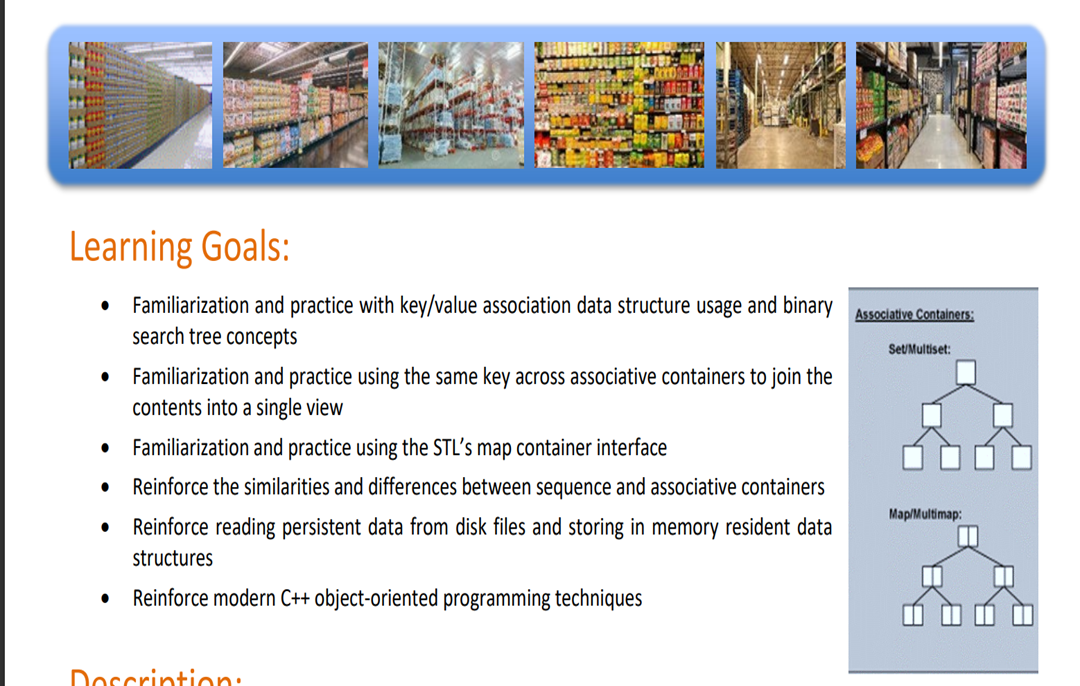 Learning Goals:
• Familiarization and practice with key/value association data structure usage and binary
search tree concepts
• Familiarization and practice using the same key across associative containers to join the
contents into a single view
• Familiarization and practice using the STL’s map container interface
• Reinforce the similarities and differences between sequence and associative containers
• Reinforce reading persistent data from disk files and storing in memory resident data
structures
• Reinforce modern C++ object-oriented programming techniques
Associative Containers:
Set/Multiset:
Map/Multimap:
Description: